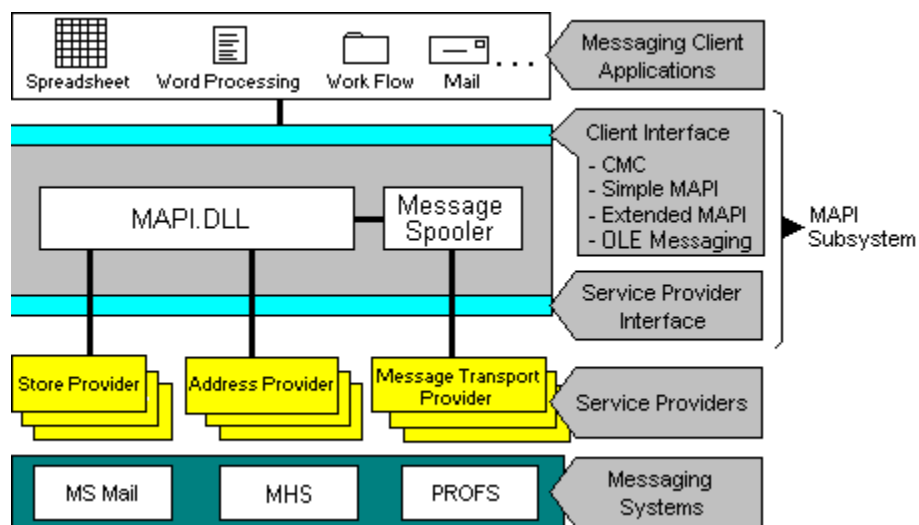 Spreadsheet
Word Processing
Work Flow
Mail
...
Messaging Client
Applications
Client Interface
- CMC
- Simple MAPI
- Extended MAPI
- OLE Messaging
MAPI
Subsystem
MAPI.DLL
Message
Spooler
Service Provider
Interface
Store Provider
Address Provider
Message Transport
Provider
Service Providers
MS Mail
MHS
PROFS
Messaging
Systems